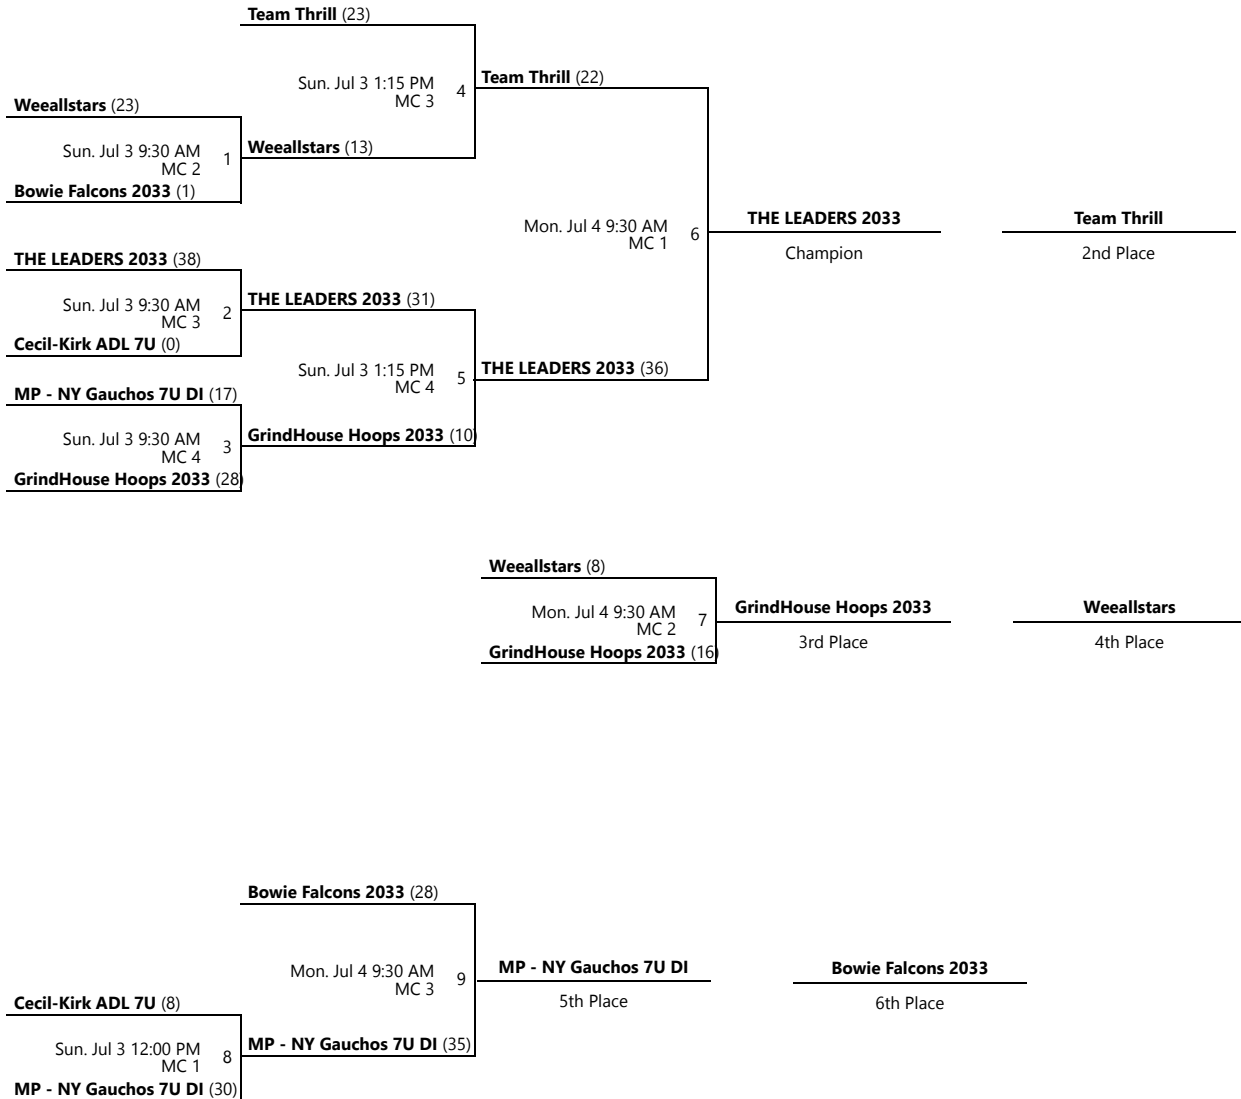 Team Thrill (23)
Sun. Jul 3 1:15 PM
MC 3
4
Team Thrill (22)
Weeallstars (23)
Sun. Jul 3 9:30 AM
MC 2
1
Weeallstars (13)
Bowie Falcons 2033 (1)
Mon. Jul 4 9:30 AM
MC 1
6
THE LEADERS 2033
Champion
Team Thrill
2nd Place
THE LEADERS 2033 (38)
Sun. Jul 3 9:30 AM
MC 3
2
THE LEADERS 2033 (31)
Cecil-Kirk ADL 7U (0)
Sun. Jul 3 1:15 PM
MC 4
5
THE LEADERS 2033 (36)
MP - NY Gauchos 7U DI (17)
Sun. Jul 3 9:30 AM
MC 4
3
GrindHouse Hoops 2033 (10)
GrindHouse Hoops 2033 (28)
Weeallstars (8)
Mon. Jul 4 9:30 AM
MC 2
7
GrindHouse Hoops 2033 (16)
GrindHouse Hoops 2033
3rd Place
Weeallstars
4th Place
Bowie Falcons 2033 (28)
Mon. Jul 4 9:30 AM
MC 3
9
MP - NY Gauchos 7U DI
5th Place
Bowie Falcons 2033
6th Place
Cecil-Kirk ADL 7U (8)
Sun. Jul 3 12:00 PM
MC 1
8
MP - NY Gauchos 7U DI (35)
MP - NY Gauchos 7U DI (30)